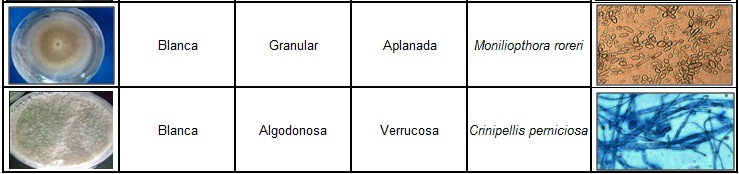 Blanca Granular Aplanada Moniliopthora roreri
Blanca Algodonosa Verrucosa Crinipellis perniciosa